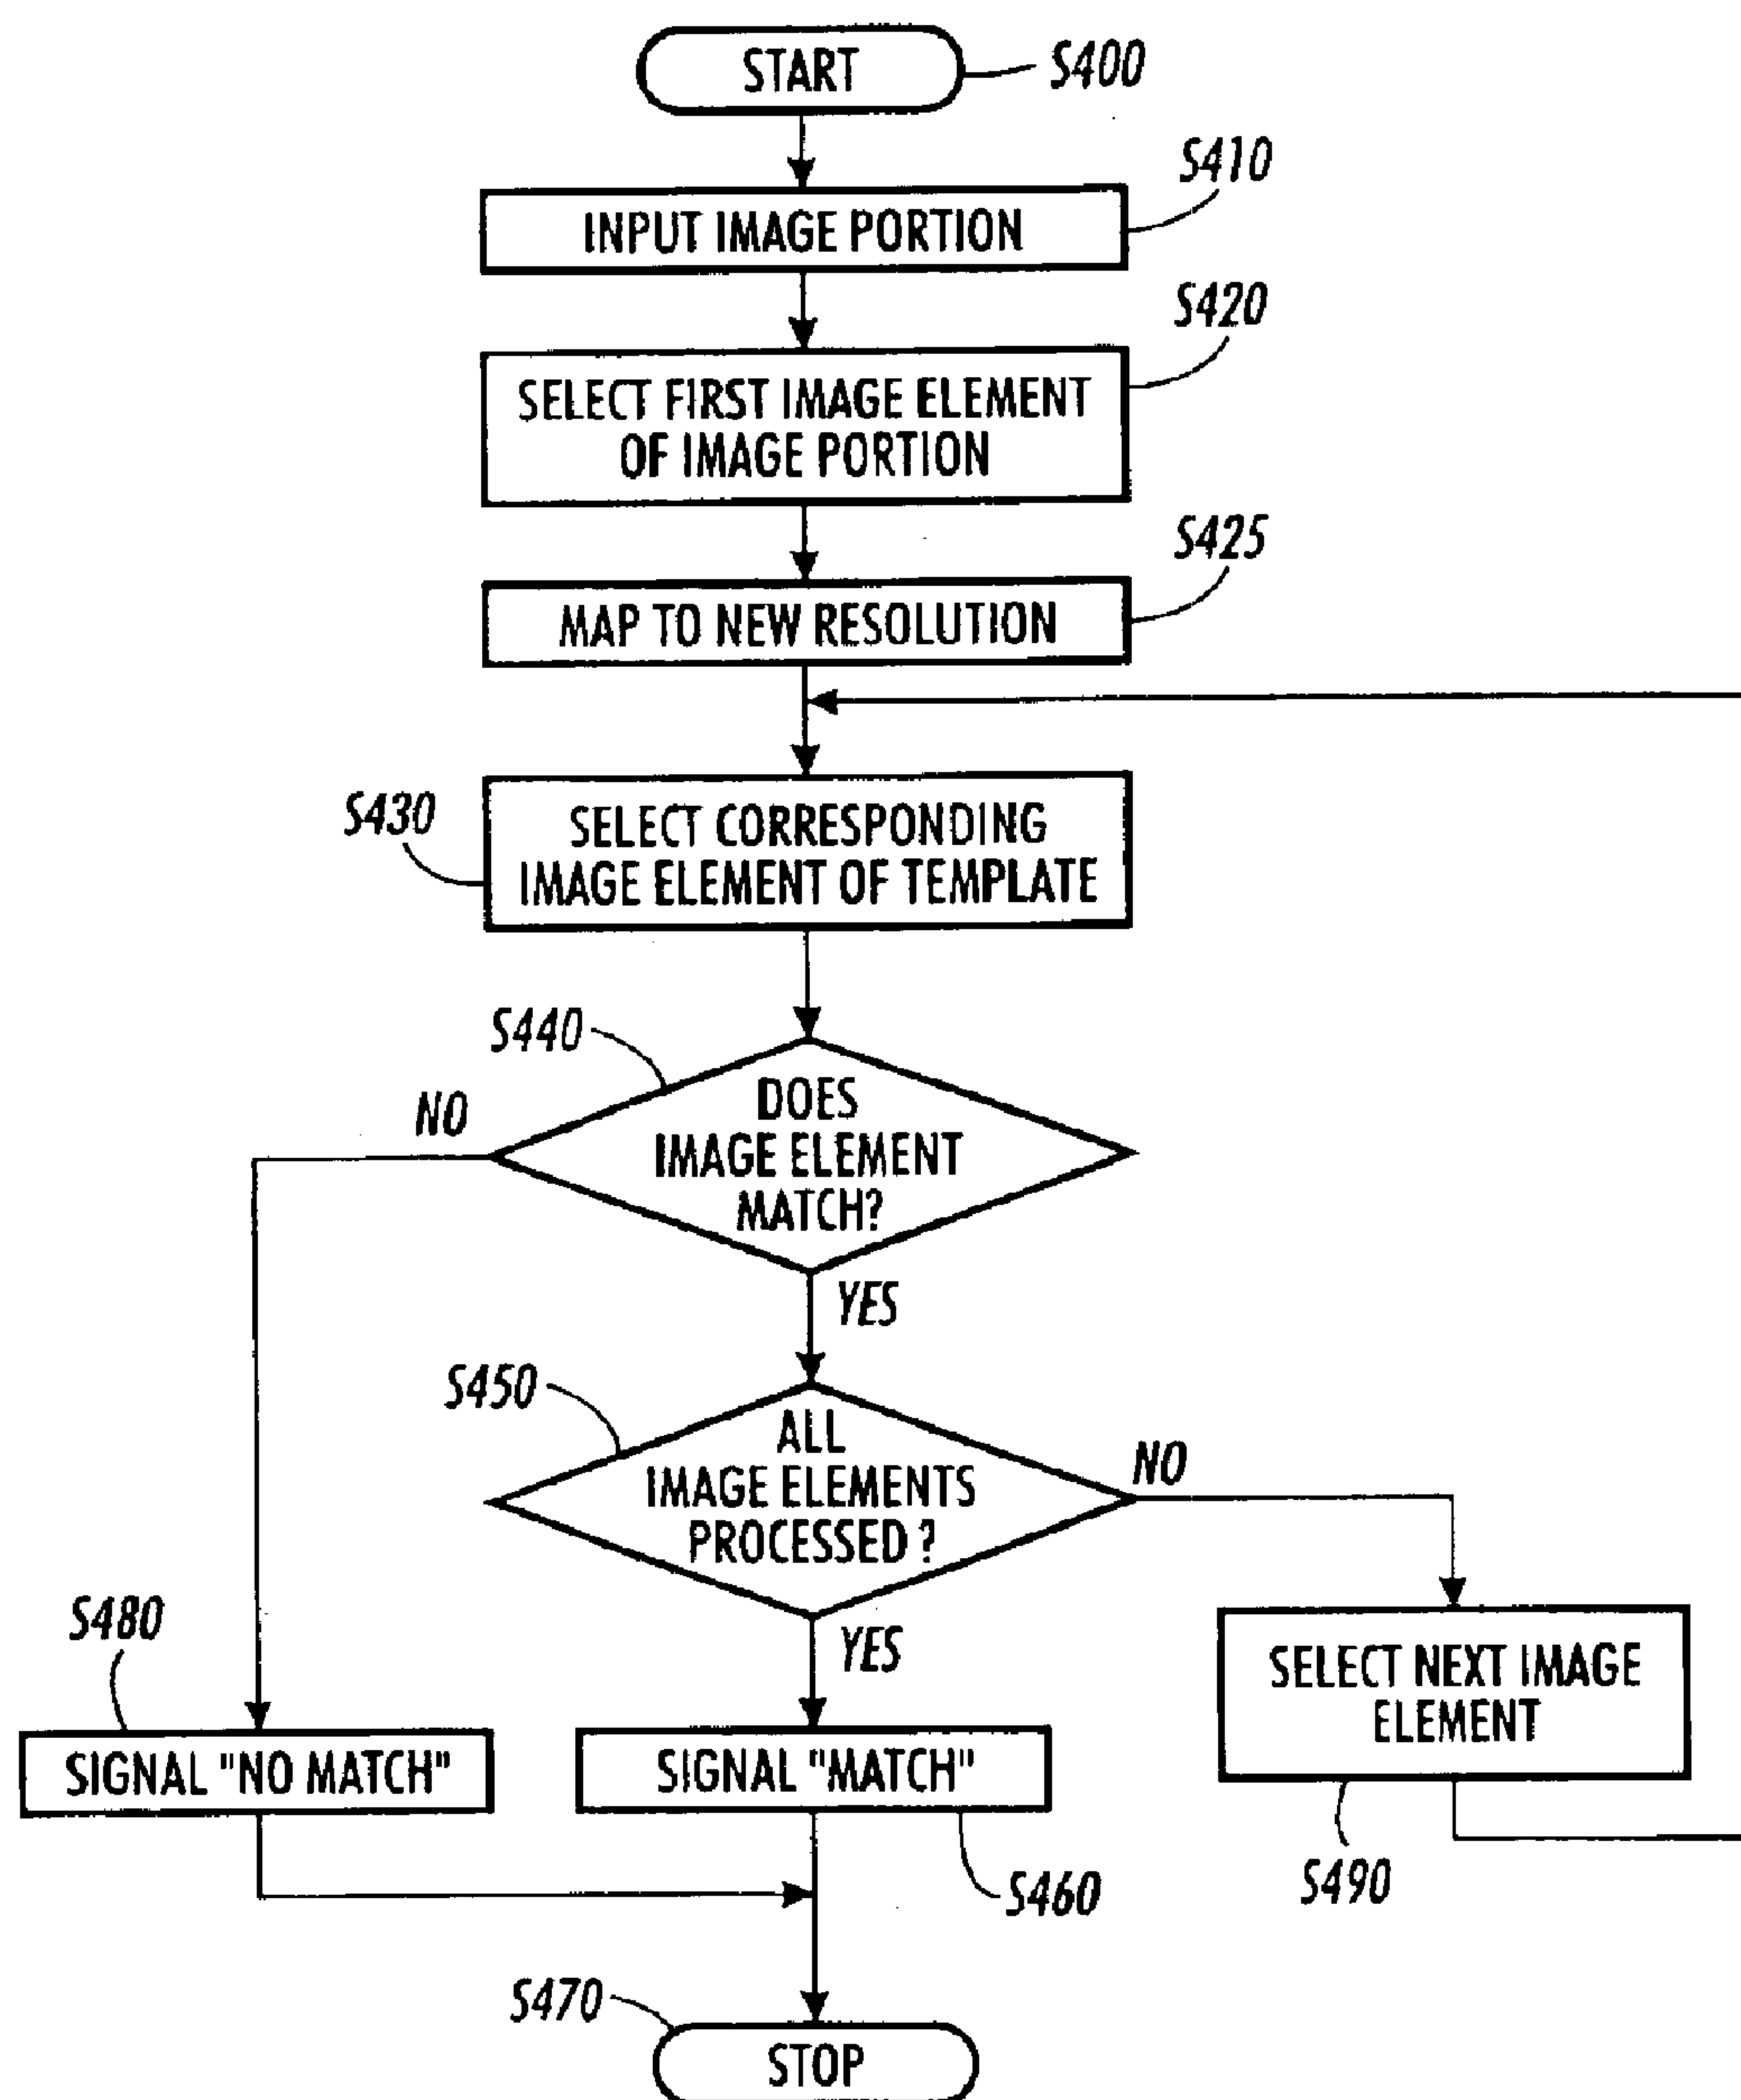 START
S400
S410
INPUT IMAGE PORTION
S420
SELECT FIRST IMAGE ELEMENT
OF IMAGE PORTION
S425
MAP TO NEW RESOLUTION
S430
SELECT CORRESPONDING
IMAGE ELEMENT OF TEMPLATE
S440
NO
DOES
IMAGE ELEMENT
MATCH?
YES
S450
ALL
IMAGE ELEMENTS
PROCESSED ?
NO
YES
S480
SIGNAL "NO MATCH"
SIGNAL "MATCH"
S460
SELECT NEXT IMAGE
ELEMENT
S490
S470
STOP